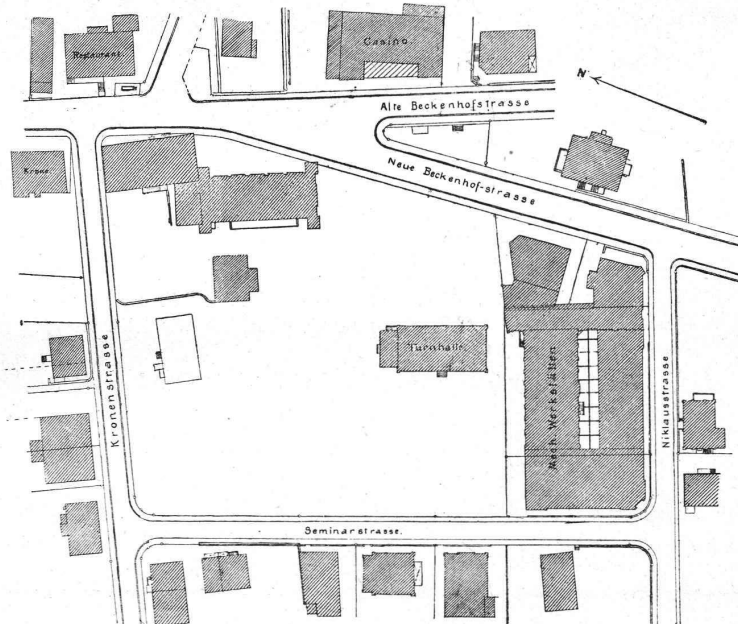 Restaurant.
Casino.
N
Alte Beckenhofstrasse
Neue Beckenhof-strasse
Krone.
Turnhalle.
Kronenstrasse
Mech. Werkstätten
Niklausstrasse
Seminarstrasse.